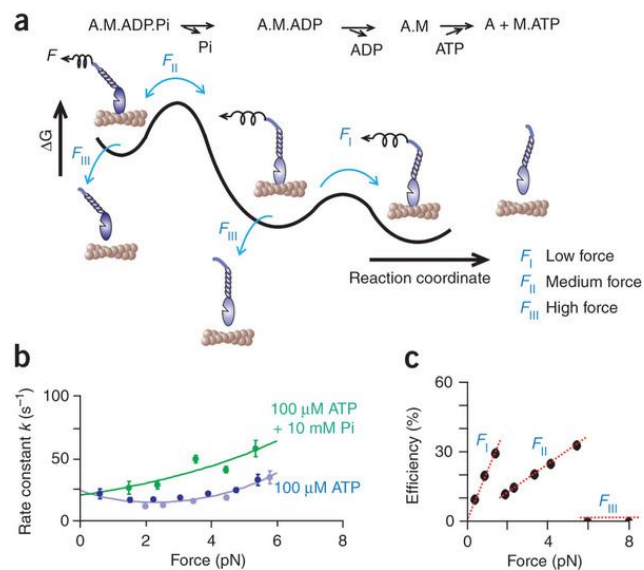 a
A.M.ADP.Pi Pi A.M.ADP ADP A.M ATP A + M.ATP
F
F_II
ΔG
F_III
F_I
F_III
Reaction coordinate
F_I Low force
F_II Medium force
F_III High force
b
Rate constant k (s⁻¹)
100
50
0
100 μM ATP
+ 10 mM Pi
100 μM ATP
0 2 4 6 8
Force (pN)
c
Efficiency (%)
60
30
0
F_I
F_II
F_III
0 2 4 6 8
Force (pN)